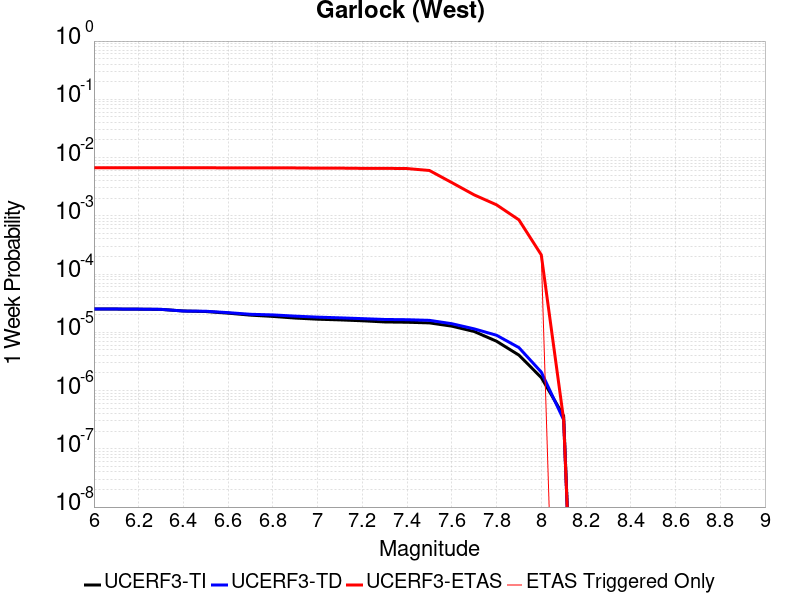 Garlock (West)
10^0
10^-1
10^-2
10^-3
10^-4
10^-5
10^-6
10^-7
10^-8
1 Week Probability
6 6.2 6.4 6.6 6.8 7 7.2 7.4 7.6 7.8 8 8.2 8.4 8.6 8.8 9
Magnitude
UCERF3-TI UCERF3-TD UCERF3-ETAS ETAS Triggered Only